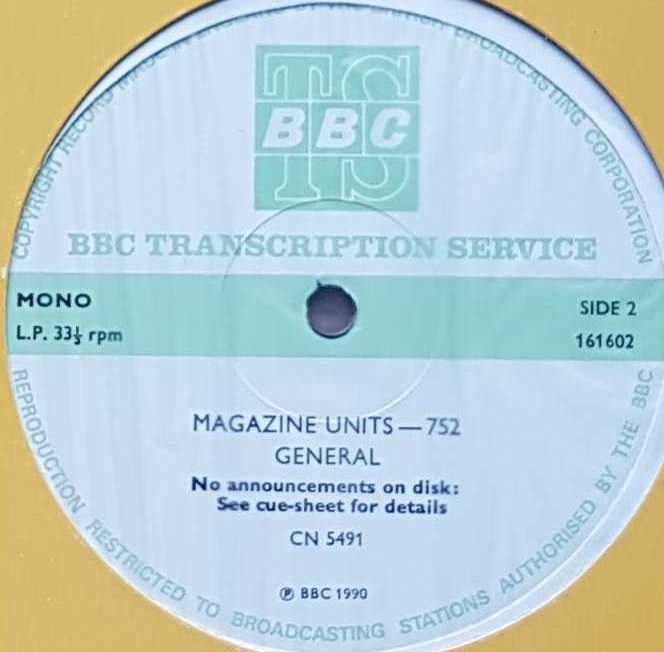 COPYRIGHT RECORD BROADCASTING CORPORATION
TS
BBC
TS
BBC TRANSCRIPTION SERVICE
MONO
SIDE 2
L.P. 33⅓ rpm
161602
MAGAZINE UNITS — 752
GENERAL
No announcements on disk:
See cue-sheet for details
CN 5491
℗ BBC 1990
REPRODUCTION RESTRICTED TO BROADCASTING STATIONS AUTHORISED BY THE BBC